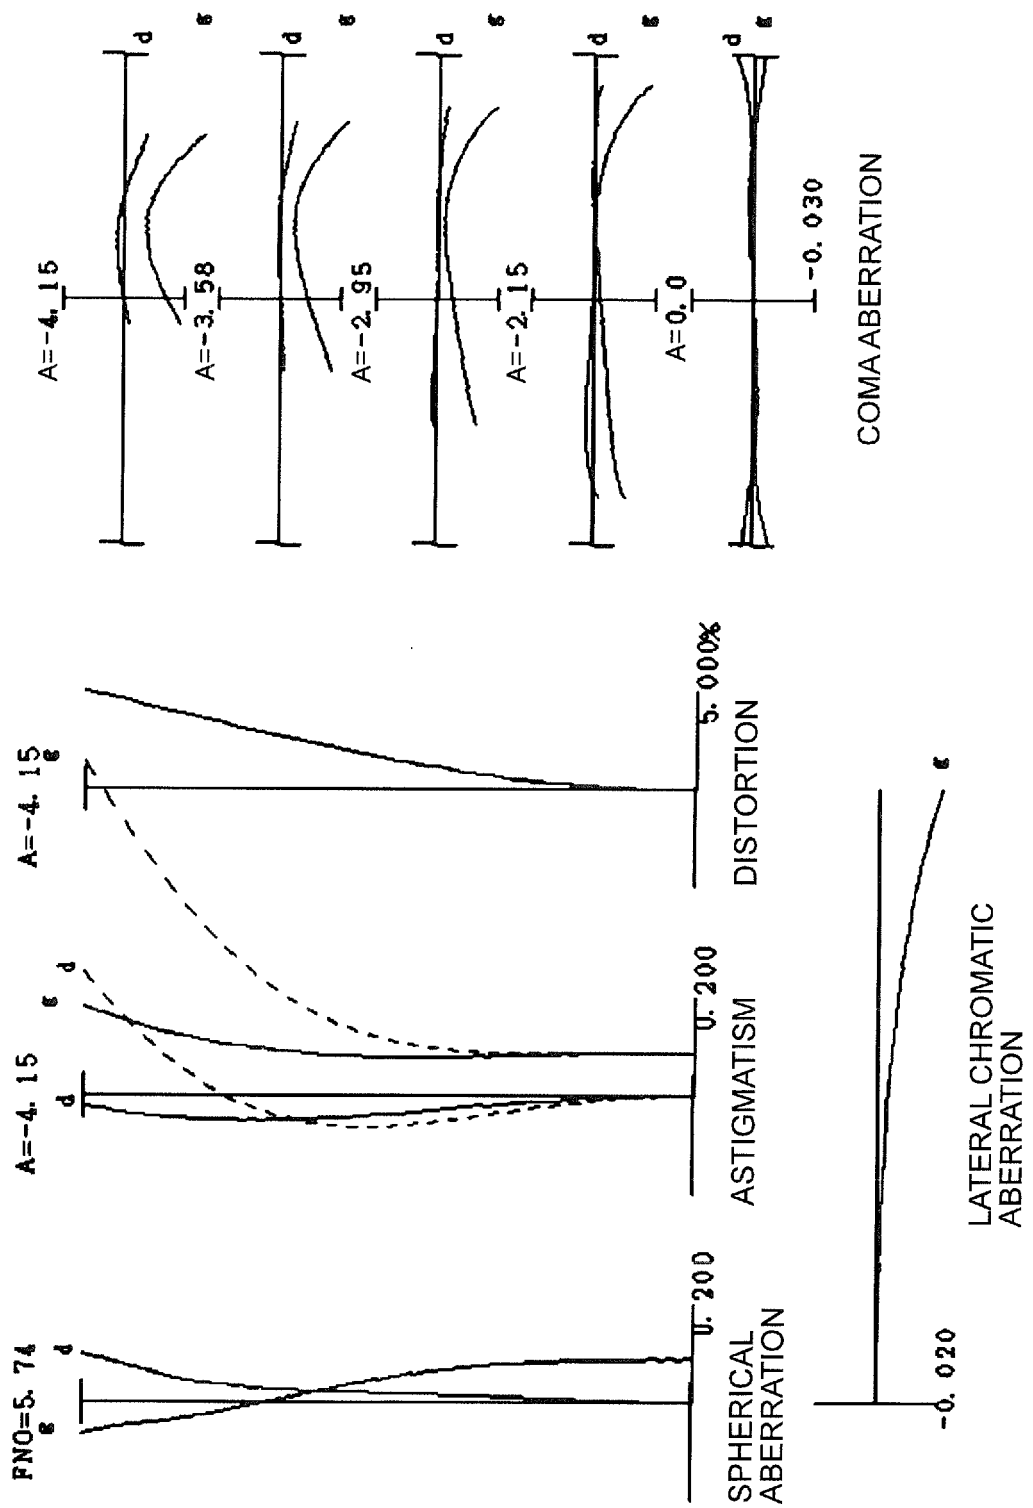 FNO=5. 74
g
d
0. 200
SPHERICAL
ABERRATION
A=-4. 15
d
g
d
0. 200
ASTIGMATISM
A=-4. 15
g
5. 000%
DISTORTION
A=-4. 15
d
g
A=-3. 58
d
g
A=-2. 95
d
g
A=-2. 15
d
g
A=0. 0
d
g
-0. 030
COMA ABERRATION
-0. 020
g
LATERAL CHROMATIC
ABERRATION